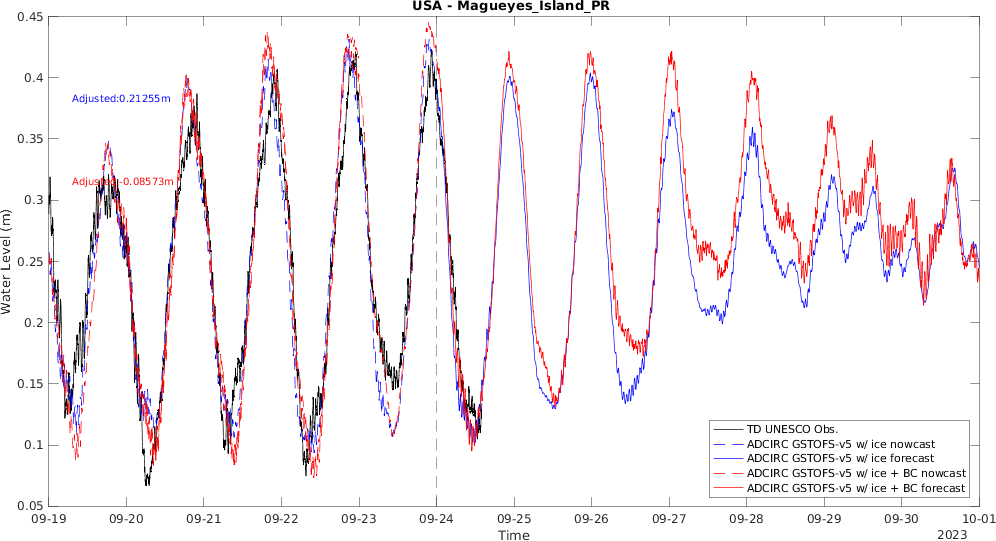 USA - Magueyes_Island_PR
0.45
0.4
0.35
0.3
0.25
0.2
0.15
0.1
0.05
Water Level (m)
Adjusted:0.21255m
Adjusted:-0.08573m
TD UNESCO Obs.
ADCIRC GSTOFS-v5 w/ ice nowcast
ADCIRC GSTOFS-v5 w/ ice forecast
ADCIRC GSTOFS-v5 w/ ice + BC nowcast
ADCIRC GSTOFS-v5 w/ ice + BC forecast
09-19 09-20 09-21 09-22 09-23 09-24 09-25 09-26 09-27 09-28 09-29 09-30 10-01
Time
2023